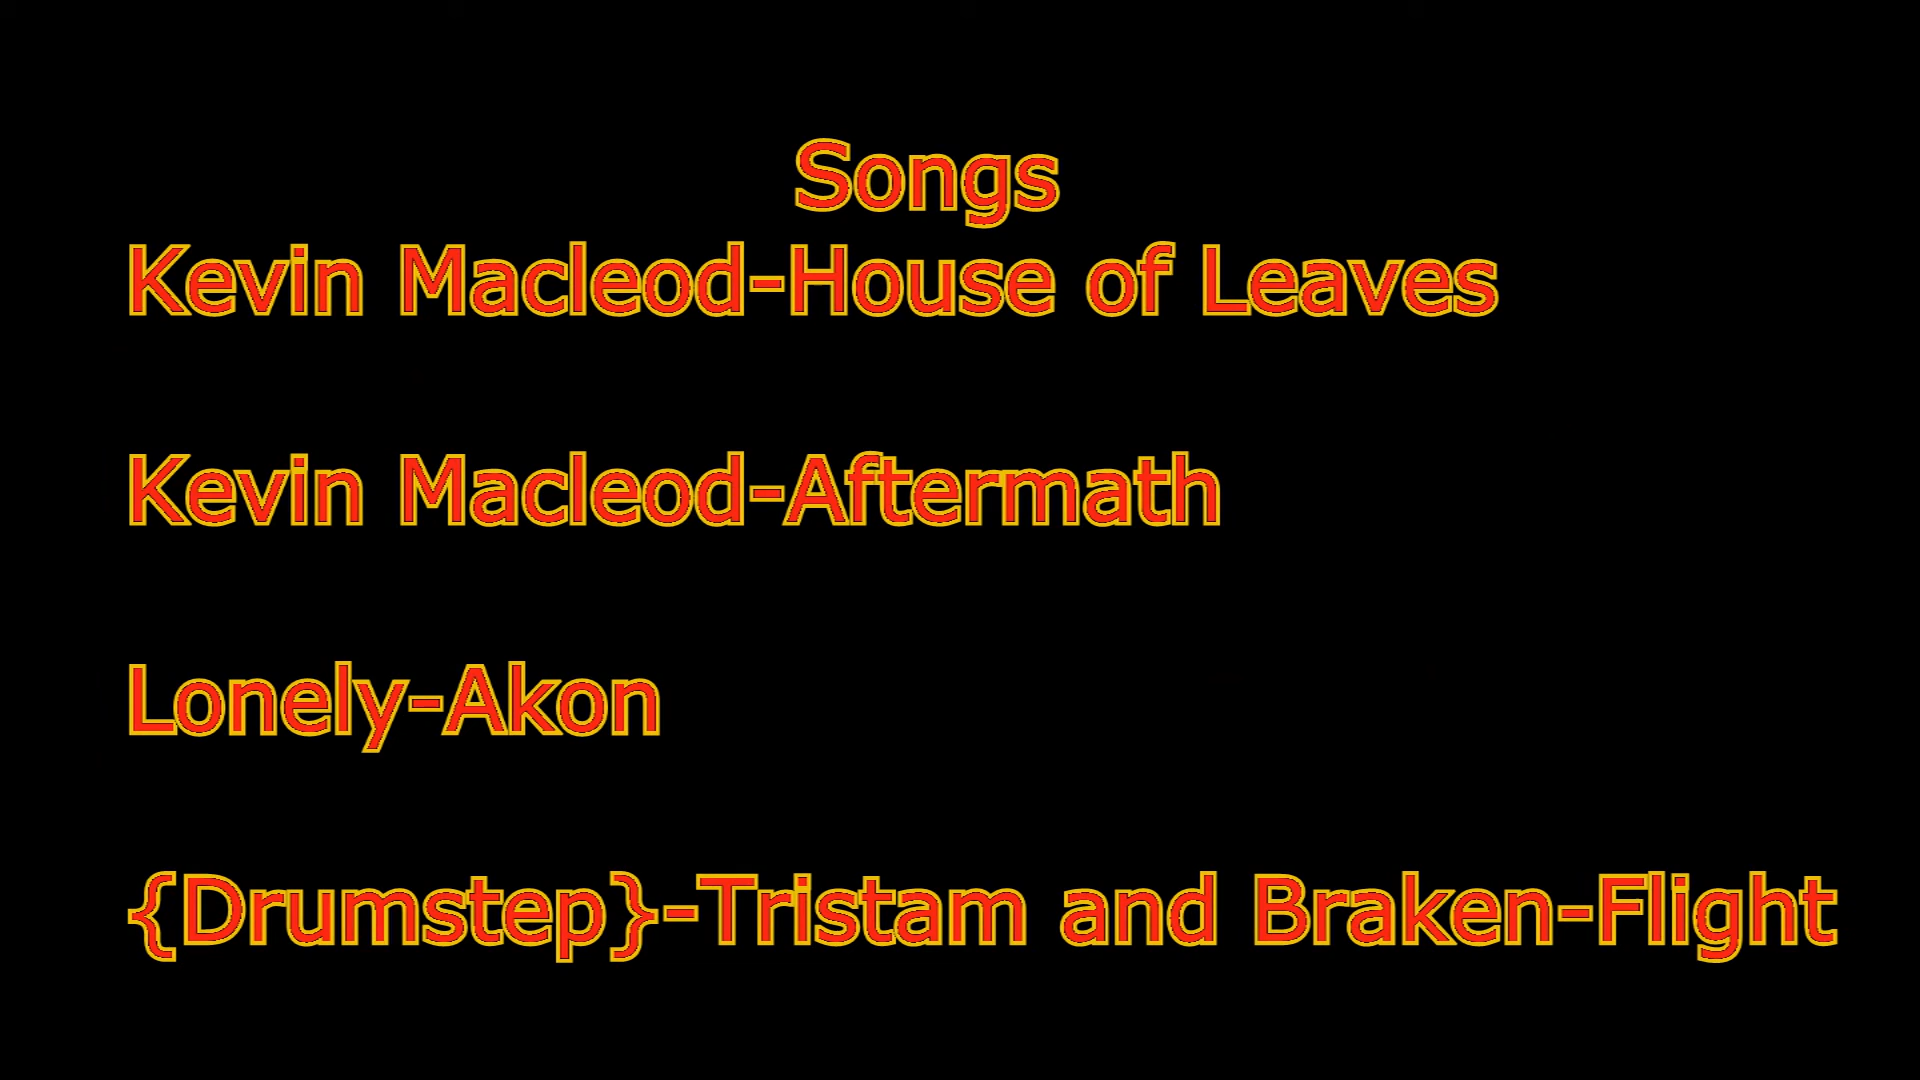 Songs
Kevin Macleod-House of Leaves
Kevin Macleod-Aftermath
Lonely-Akon
{Drumstep}-Tristam and Braken-Flight